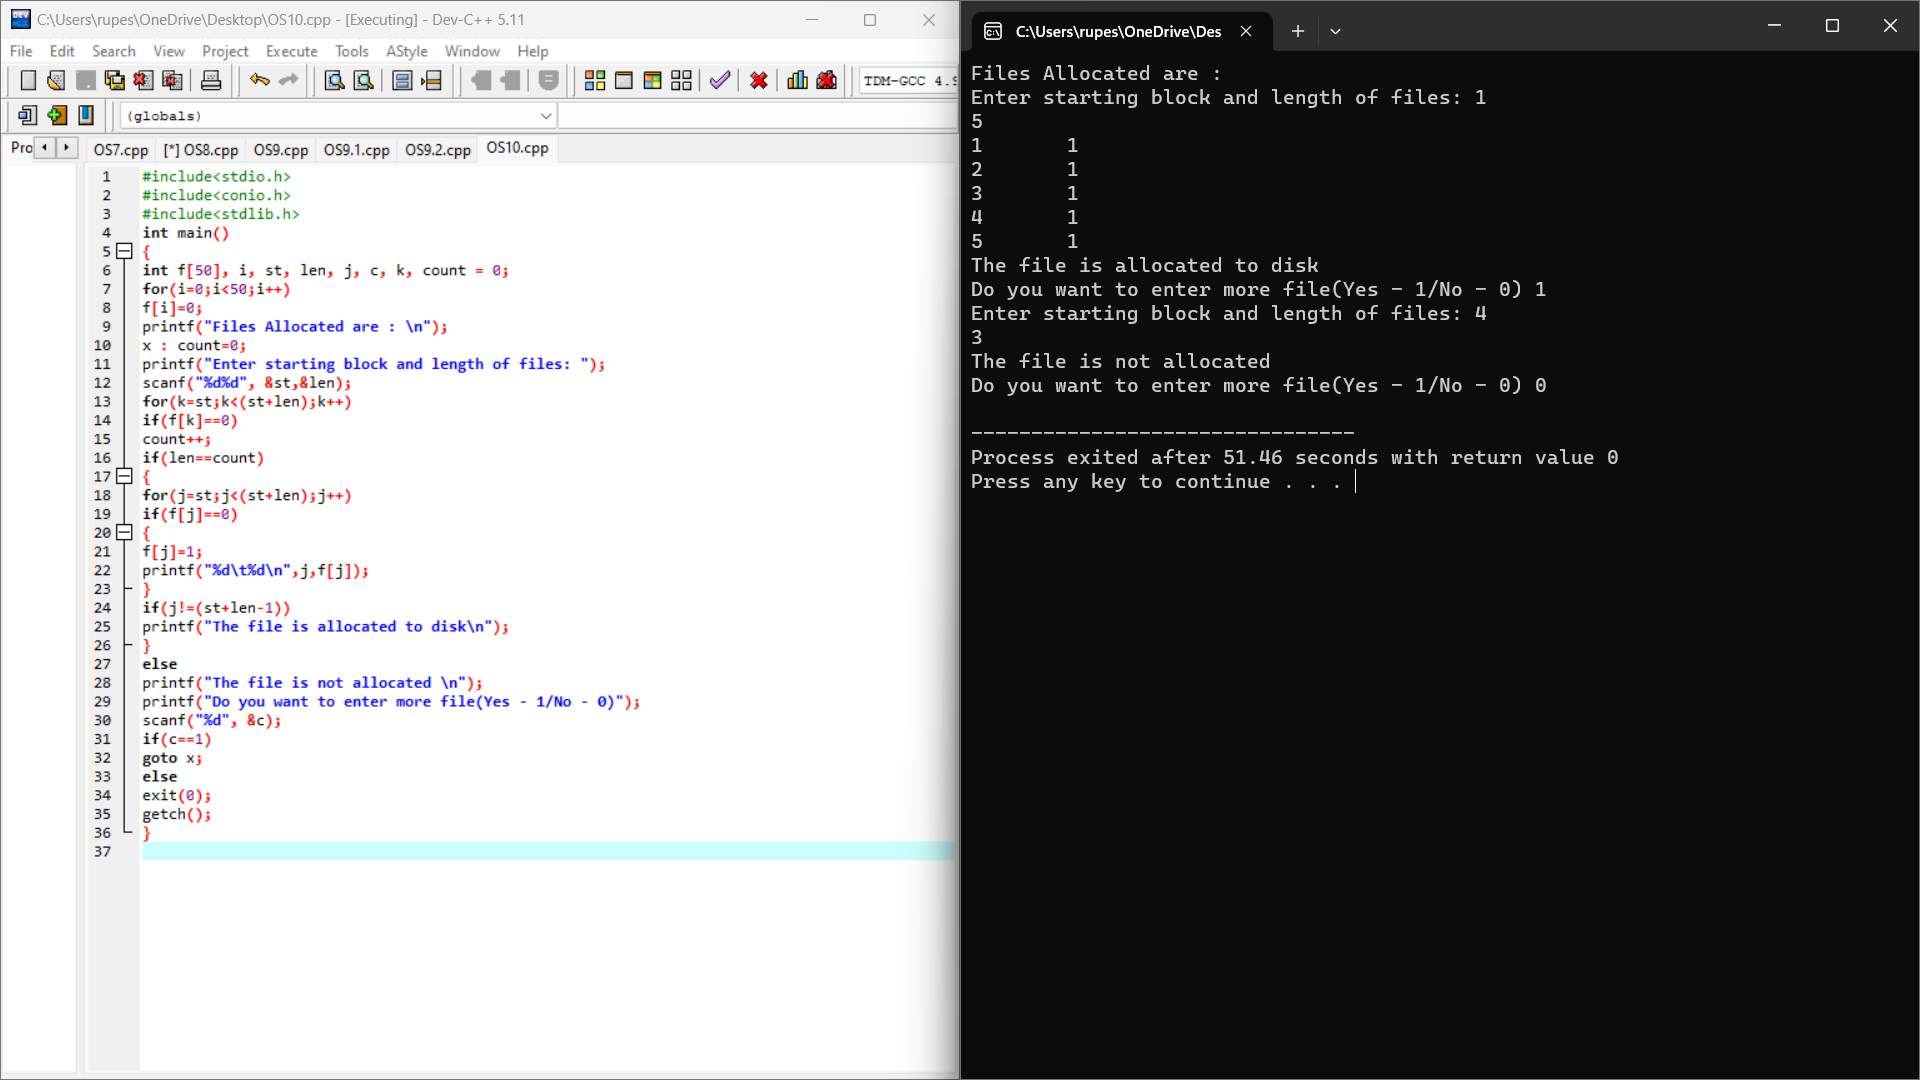 C:\Users\rupes\OneDrive\Desktop\OS10.cpp - [Executing] - Dev-C++ 5.11
File Edit Search View Project Execute Tools AStyle Window Help
TDM-GCC
(globals)
Pro OS7.cpp [*] OS8.cpp OS9.cpp OS9.1.cpp OS9.2.cpp OS10.cpp
1 #include<stdio.h>
2 #include<conio.h>
3 #include<stdlib.h>
4 int main()
5 {
6 int f[50], i, st, len, j, c, k, count = 0;
7 for(i=0;i<50;i++)
8 f[i]=0;
9 printf("Files Allocated are : \n");
10 x : count=0;
11 printf("Enter starting block and length of files: ");
12 scanf("%d%d", &st,&len);
13 for(k=st;k<(st+len);k++)
14 if(f[k]==0)
15 count++;
16 if(len==count)
17 {
18 for(j=st;j<(st+len);j++)
19 if(f[j]==0)
20 {
21 f[j]=1;
22 printf("%d\t%d\n",j,f[j]);
23 }
24 if(j!=(st+len-1))
25 printf("The file is allocated to disk\n");
26 }
27 else
28 printf("The file is not allocated \n");
29 printf("Do you want to enter more file(Yes - 1/No - 0)");
30 scanf("%d", &c);
31 if(c==1)
32 goto x;
33 else
34 exit(0);
35 getch();
36 }
37
C:\Users\rupes\OneDrive\Des
Files Allocated are :
Enter starting block and length of files: 1
5
1 1
2 1
3 1
4 1
5 1
The file is allocated to disk
Do you want to enter more file(Yes - 1/No - 0) 1
Enter starting block and length of files: 4
3
The file is not allocated
Do you want to enter more file(Yes - 1/No - 0) 0
--------------------------------
Process exited after 51.46 seconds with return value 0
Press any key to continue . . .